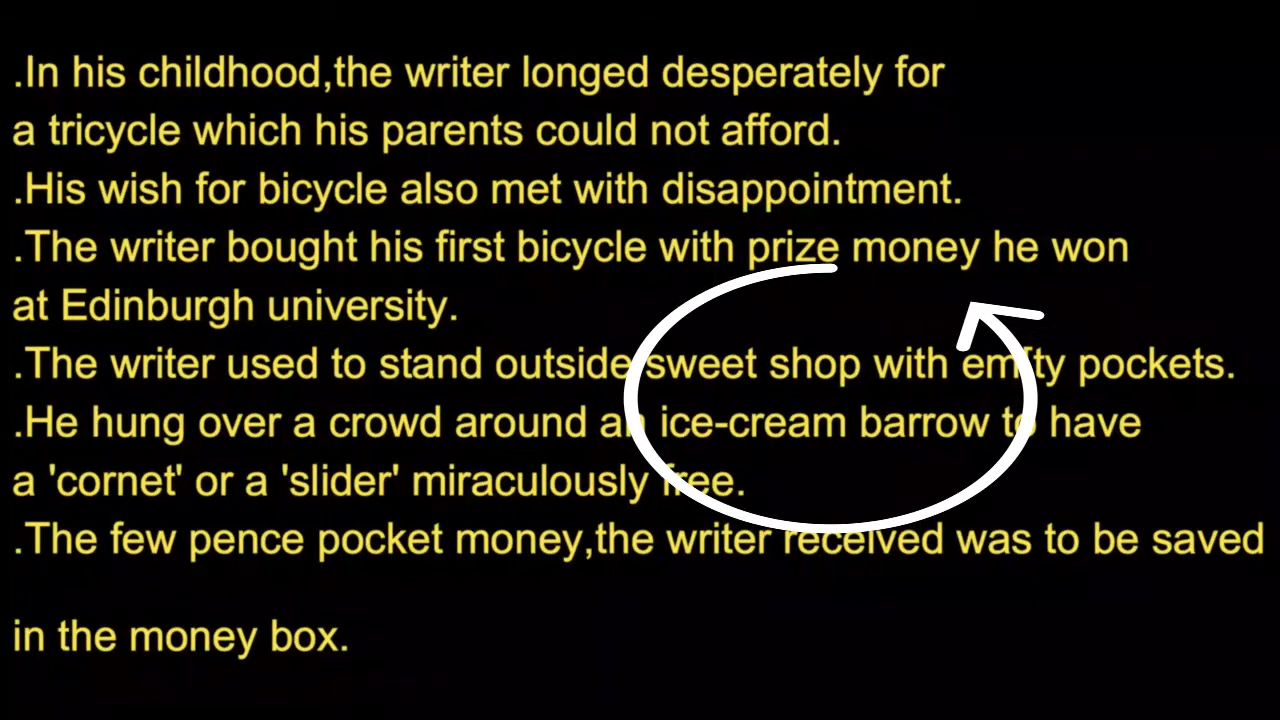 .In his childhood,the writer longed desperately for
a tricycle which his parents could not afford.
.His wish for bicycle also met with disappointment.
.The writer bought his first bicycle with prize money he won
at Edinburgh university.
.The writer used to stand outside sweet shop with emfty pockets.
.He hung over a crowd around an ice-cream barrow to have
a 'cornet' or a 'slider' miraculously free.
.The few pence pocket money,the writer received was to be saved
in the money box.